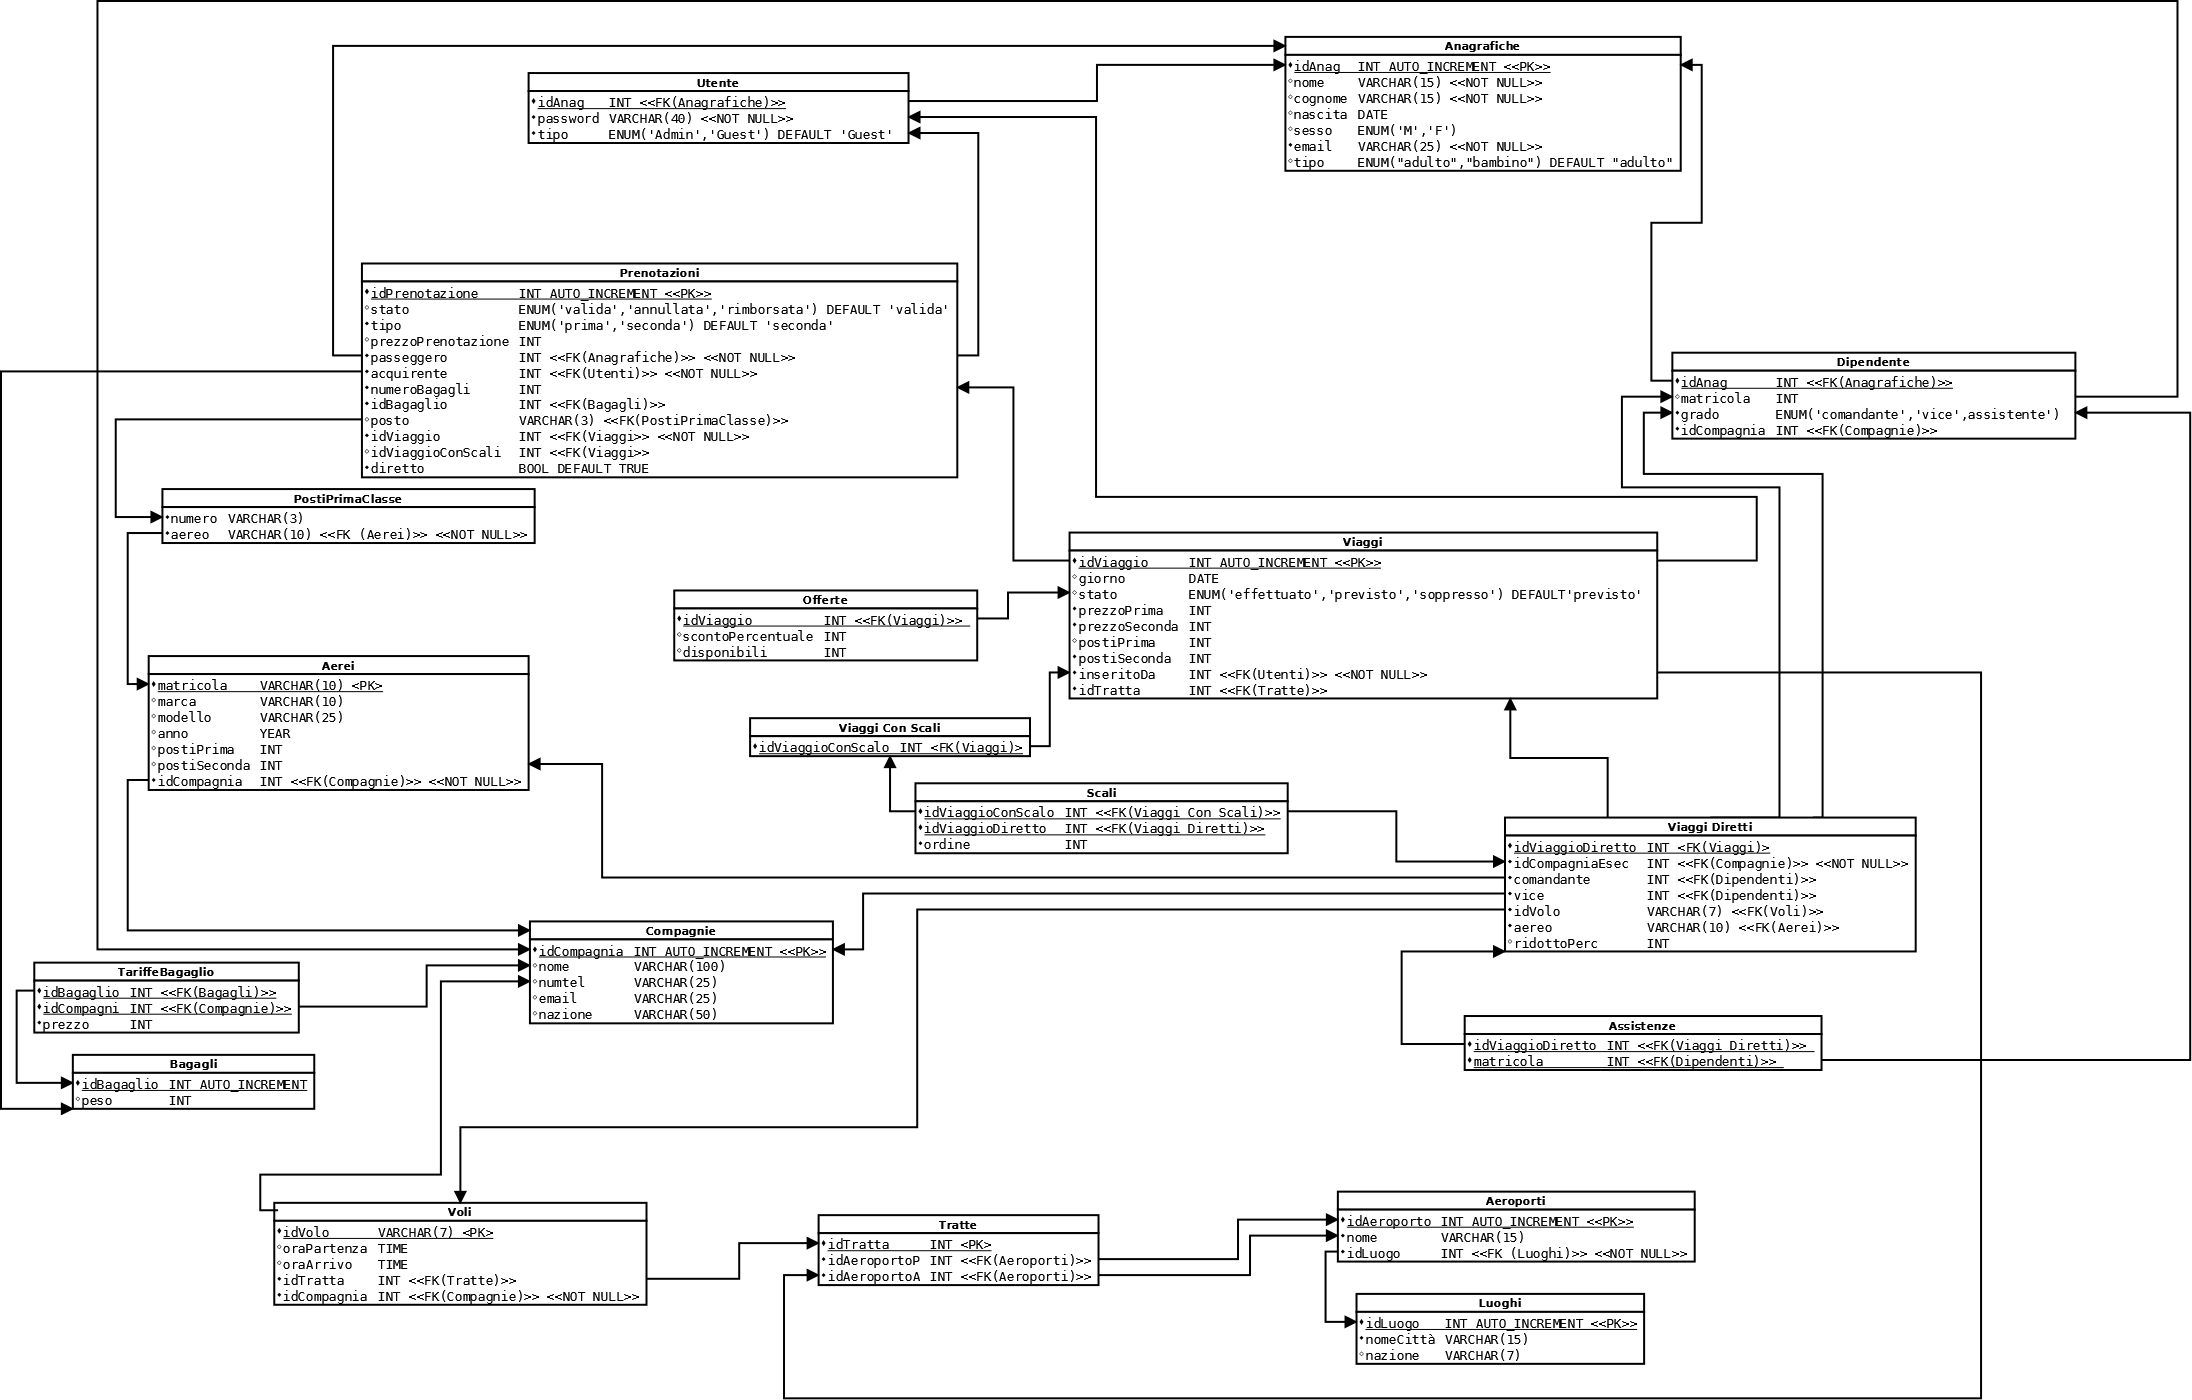 Anagrafiche
idAnag INT AUTO_INCREMENT <<PK>>
nome VARCHAR(15) <<NOT NULL>>
cognome VARCHAR(15) <<NOT NULL>>
nascita DATE
sesso ENUM('M','F')
email VARCHAR(25) <<NOT NULL>>
tipo ENUM("adulto","bambino") DEFAULT "adulto"
Utente
idAnag INT <<FK(Anagrafiche)>>
password VARCHAR(40) <<NOT NULL>>
tipo ENUM('Admin','Guest') DEFAULT 'Guest'
Prenotazioni
idPrenotazione INT AUTO_INCREMENT <<PK>>
stato ENUM('valida','annullata','rimborsata') DEFAULT 'valida'
tipo ENUM('prima','seconda') DEFAULT 'seconda'
prezzoPrenotazione INT
passeggero INT <<FK(Anagrafiche)>> <<NOT NULL>>
acquirente INT <<FK(Utenti)>> <<NOT NULL>>
numeroBagagli INT
idBagaglio INT <<FK(Bagagli)>>
posto VARCHAR(3) <<FK(PostiPrimaClasse)>>
idViaggio INT <<FK(Viaggi>> <<NOT NULL>>
idViaggioConScali INT <<FK(Viaggi>>
diretto BOOL DEFAULT TRUE
Dipendente
idAnag INT <<FK(Anagrafiche)>>
matricola INT
grado ENUM('comandante','vice',assistente')
idCompagnia INT <<FK(Compagnie)>>
PostiPrimaClasse
numero VARCHAR(3)
aereo VARCHAR(10) <<FK (Aerei)>> <<NOT NULL>>
Viaggi
idViaggio INT AUTO_INCREMENT <<PK>>
giorno DATE
stato ENUM('effettuato','previsto','soppresso') DEFAULT'previsto'
prezzoPrima INT
prezzoSeconda INT
postiPrima INT
postiSeconda INT
inseritoDa INT <<FK(Utenti)>> <<NOT NULL>>
idTratta INT <<FK(Tratte)>>
Offerte
idViaggio INT <<FK(Viaggi)>>
scontoPercentuale INT
disponibili INT
Aerei
matricola VARCHAR(10) <PK>
marca VARCHAR(10)
modello VARCHAR(25)
anno YEAR
postiPrima INT
postiSeconda INT
idCompagnia INT <<FK(Compagnie)>> <<NOT NULL>>
Viaggi Con Scali
idViaggioConScalo INT <FK(Viaggi)>
Scali
idViaggioConScalo INT <<FK(Viaggi Con Scali)>>
idViaggioDiretto INT <<FK(Viaggi Diretti)>>
ordine INT
Viaggi Diretti
idViaggioDiretto INT <FK(Viaggi)>
idCompagniaEsec INT <<FK(Compagnie)>> <<NOT NULL>>
comandante INT <<FK(Dipendenti)>>
vice INT <<FK(Dipendenti)>>
idVolo VARCHAR(7) <<FK(Voli)>>
aereo VARCHAR(10) <<FK(Aerei)>>
ridottoPerc INT
Compagnie
idCompagnia INT AUTO_INCREMENT <<PK>>
nome VARCHAR(100)
numtel VARCHAR(25)
email VARCHAR(25)
nazione VARCHAR(50)
TariffeBagaglio
idBagaglio INT <<FK(Bagagli)>>
idCompagni INT <<FK(Compagnie)>>
prezzo INT
Assistenze
idViaggioDiretto INT <<FK(Viaggi Diretti)>>
matricola INT <<FK(Dipendenti)>>
Bagagli
idBagaglio INT AUTO_INCREMENT
peso INT
Voli
idVolo VARCHAR(7) <PK>
oraPartenza TIME
oraArrivo TIME
idTratta INT <<FK(Tratte)>>
idCompagnia INT <<FK(Compagnie)>> <<NOT NULL>>
Tratte
idTratta INT <PK>
idAeroportoP INT <<FK(Aeroporti)>>
idAeroportoA INT <<FK(Aeroporti)>>
Aeroporti
idAeroporto INT AUTO_INCREMENT <<PK>>
nome VARCHAR(15)
idLuogo INT <<FK (Luoghi)>> <<NOT NULL>>
Luoghi
idLuogo INT AUTO_INCREMENT <<PK>>
nomeCittà VARCHAR(15)
nazione VARCHAR(7)